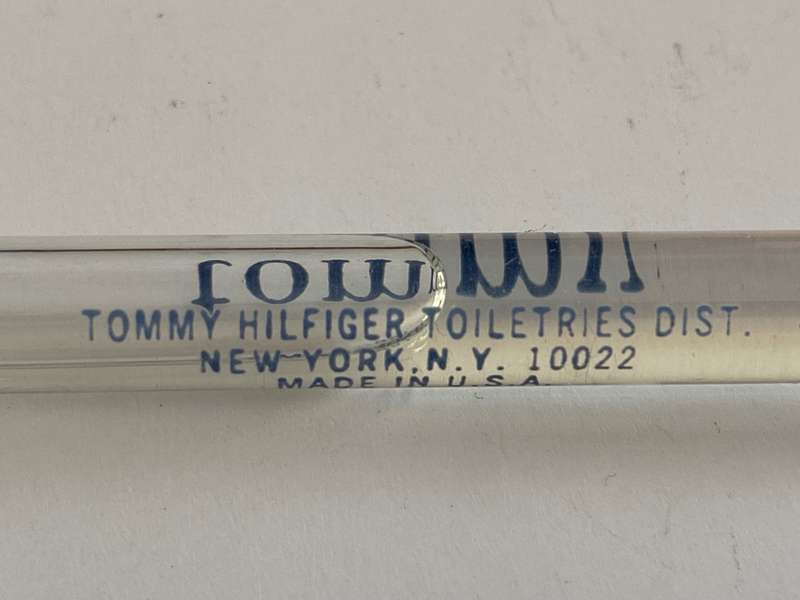 TOMMY HILFIGER TOILETRIES DIST.
NEW YORK, N.Y. 10022
MADE IN U.S.A.